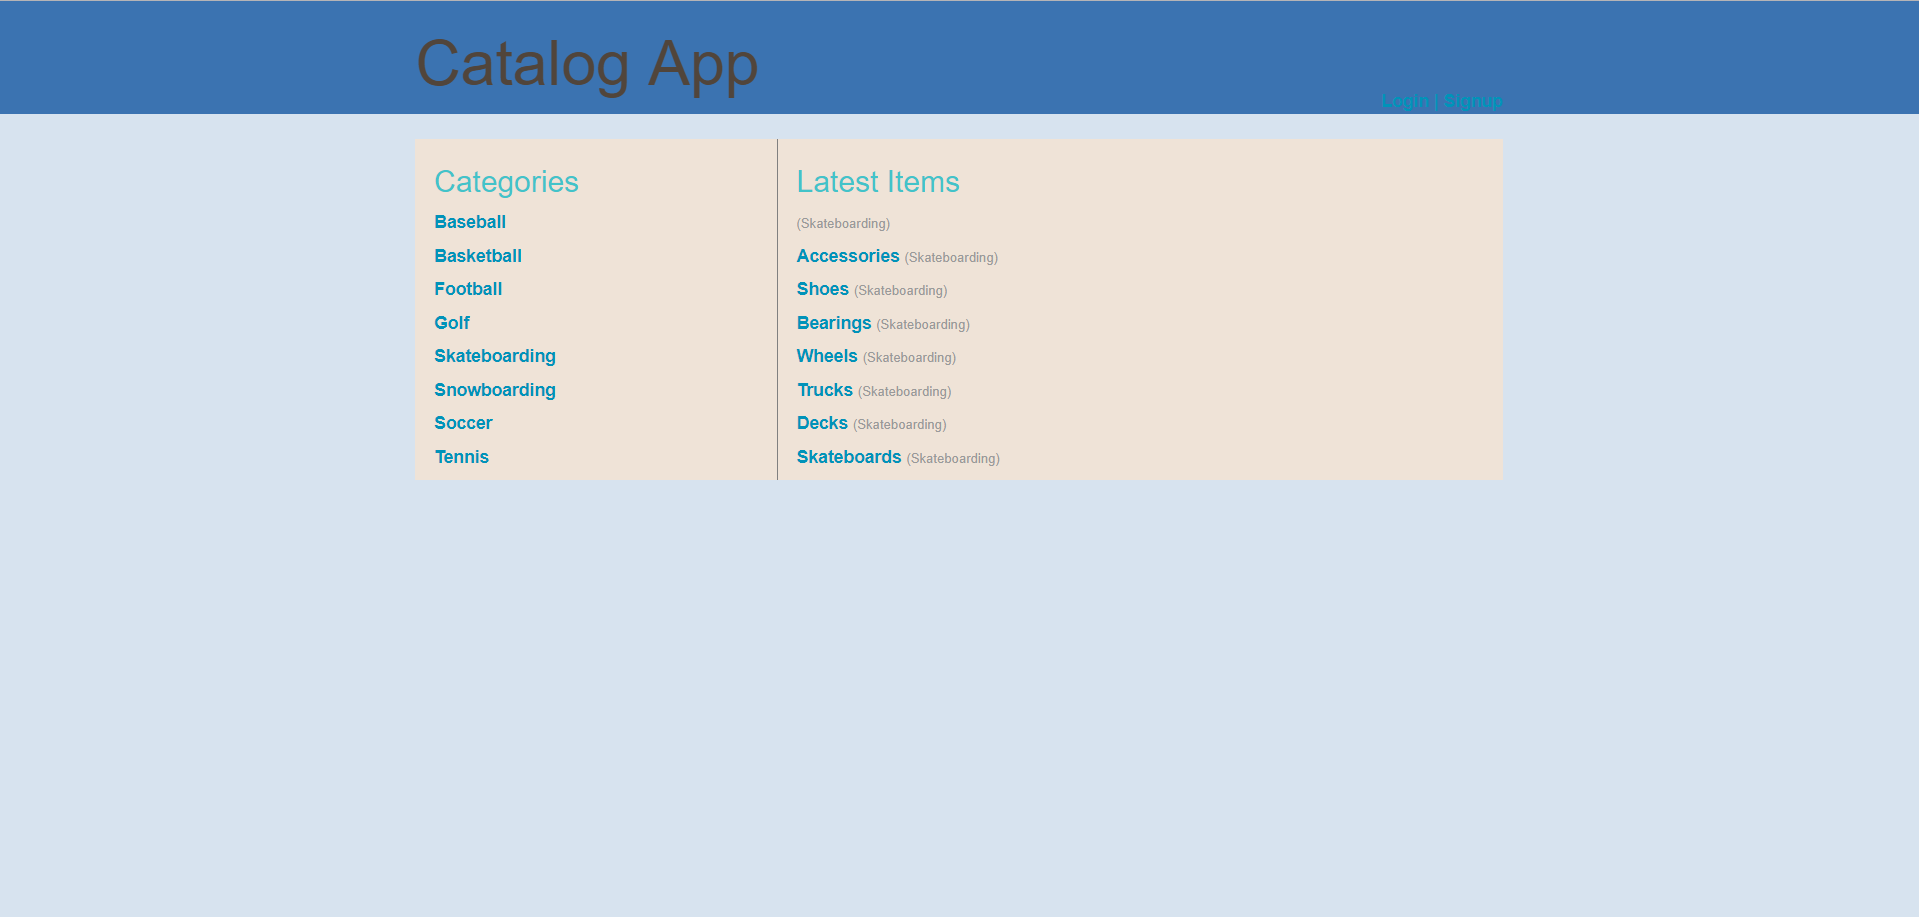 Catalog App
Login | Signup
Categories
Baseball
Basketball
Football
Golf
Skateboarding
Snowboarding
Soccer
Tennis
Latest Items
(Skateboarding)
Accessories (Skateboarding)
Shoes (Skateboarding)
Bearings (Skateboarding)
Wheels (Skateboarding)
Trucks (Skateboarding)
Decks (Skateboarding)
Skateboards (Skateboarding)